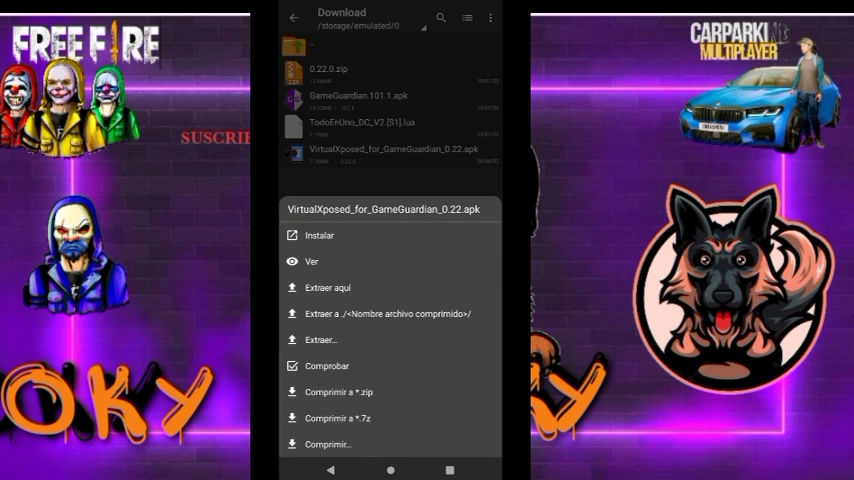 FREE FIRE
SUSCRIB
OKY
Download
/storage/emulated/0
..
0.22.0.zip
GameGuardian.101.1.apk
TodoEnUno_DC_V2.[S1].lua
VirtualXposed_for_GameGuardian_0.22.apk
VirtualXposed_for_GameGuardian_0.22.apk
Instalar
Ver
Extraer aquí
Extraer a ./<Nombre archivo comprimido>/
Extraer...
Comprobar
Comprimir a *.zip
Comprimir a *.7z
Comprimir...
CARPARKING
MULTIPLAYER
KY